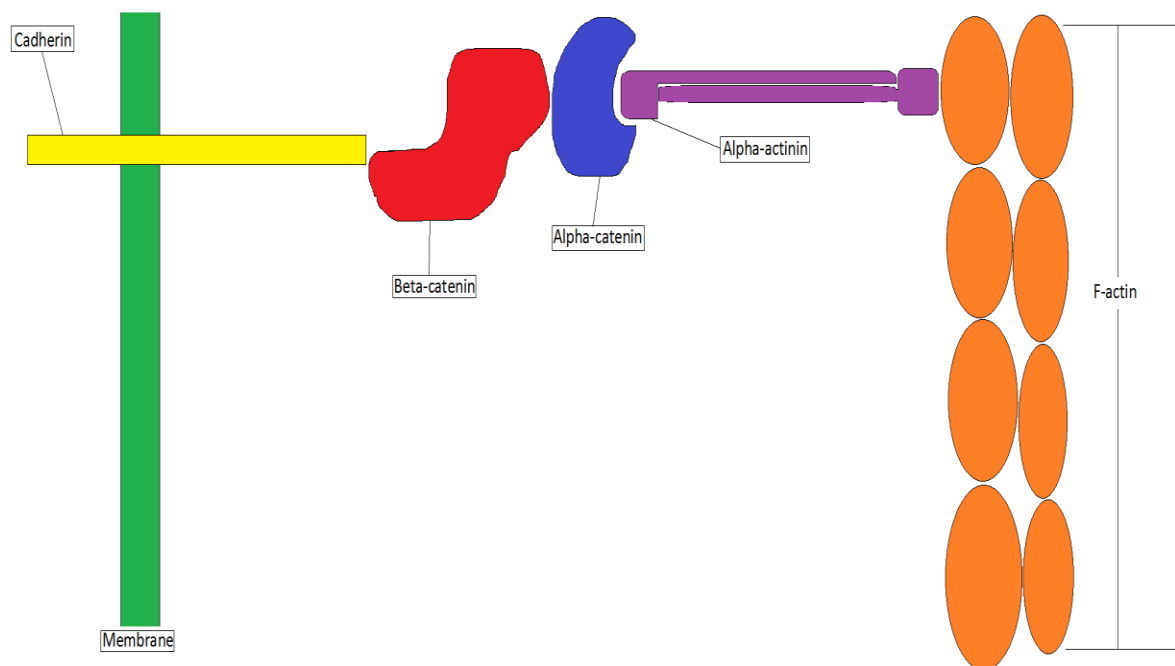 Cadherin
Alpha-actinin
Alpha-catenin
Beta-catenin
F-actin
Membrane